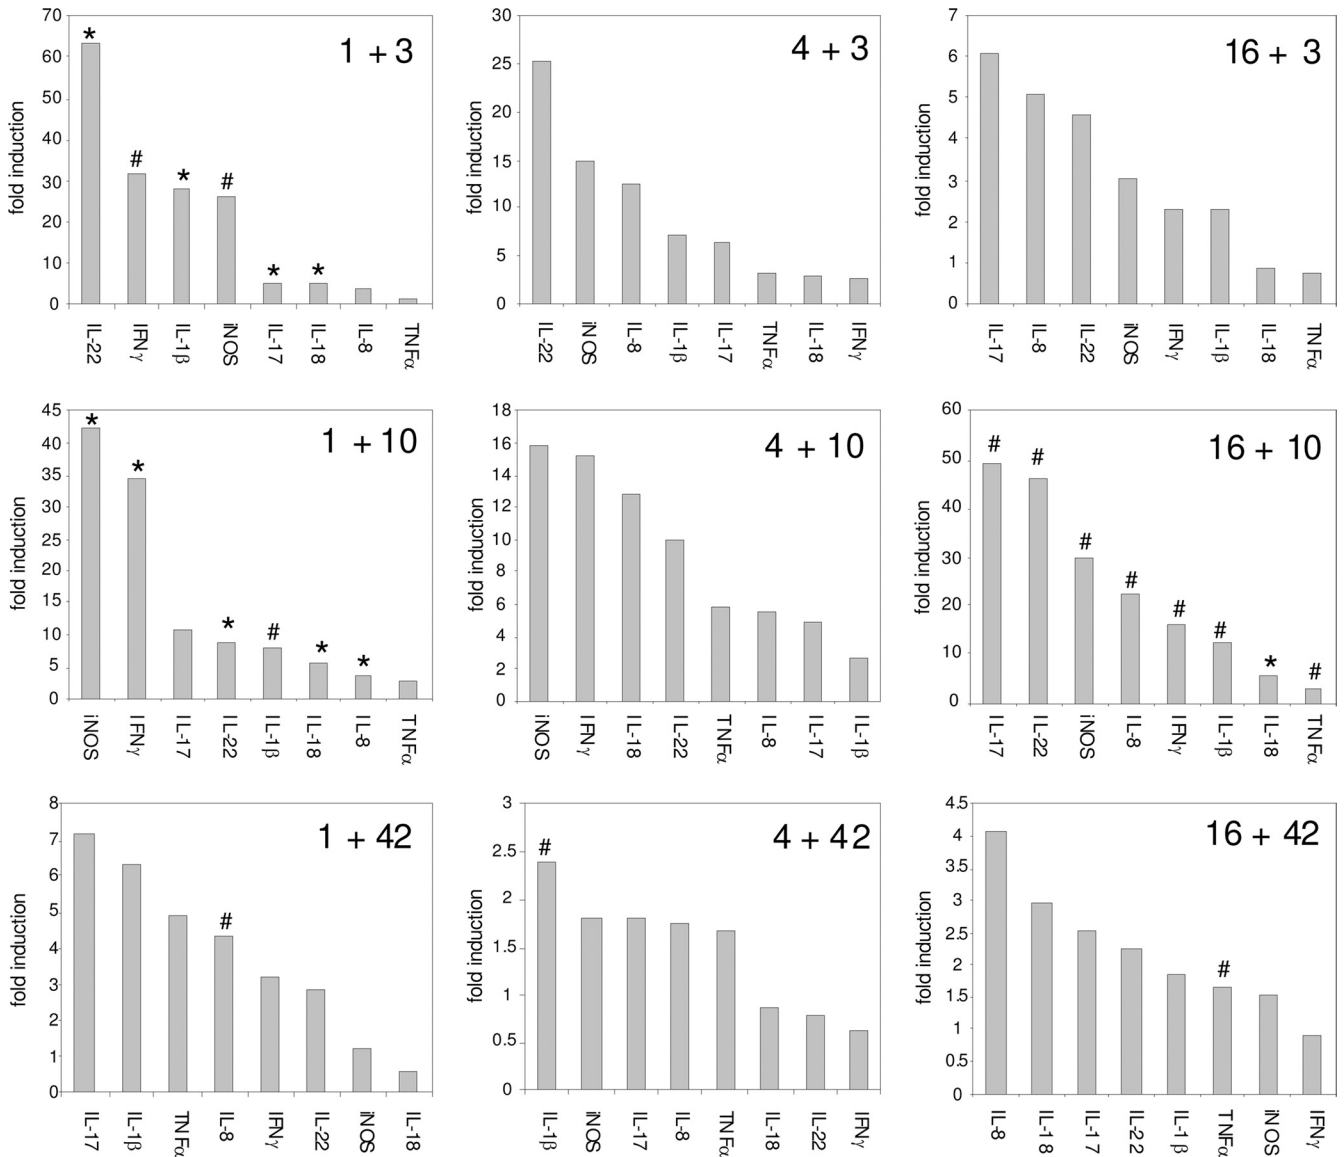 1 + 3
fold induction
70
60
50
40
30
20
10
0
* # * # * *
IL-22 IFNγ IL-1β iNOS IL-17 IL-18 IL-8 TNFα
4 + 3
fold induction
30
25
20
15
10
5
0
IL-22 iNOS IL-8 IL-1β IL-17 TNFα IL-18 IFNγ
16 + 3
fold induction
7
6
5
4
3
2
1
0
IL-17 IL-8 IL-22 iNOS IFNγ IL-1β IL-18 TNFα
1 + 10
fold induction
45
40
35
30
25
20
15
10
5
0
* * * # * *
iNOS IFNγ IL-17 IL-22 IL-1β IL-18 IL-8 TNFα
4 + 10
fold induction
18
16
14
12
10
8
6
4
2
0
iNOS IFNγ IL-18 IL-22 TNFα IL-8 IL-17 IL-1β
16 + 10
fold induction
60
50
40
30
20
10
0
# # # # # # * #
IL-17 IL-22 iNOS IL-8 IFNγ IL-1β IL-18 TNFα
1 + 42
fold induction
8
7
6
5
4
3
2
1
0
#
IL-17 IL-1β TNFα IL-8 IFNγ IL-22 iNOS IL-18
4 + 42
fold induction
3
2.5
2
1.5
1
0.5
0
#
IL-1β iNOS IL-17 IL-8 TNFα IL-18 IL-22 IFNγ
16 + 42
fold induction
4.5
4
3.5
3
2.5
2
1.5
1
0.5
0
#
IL-8 IL-18 IL-17 IL-22 IL-1β TNFα iNOS IFNγ